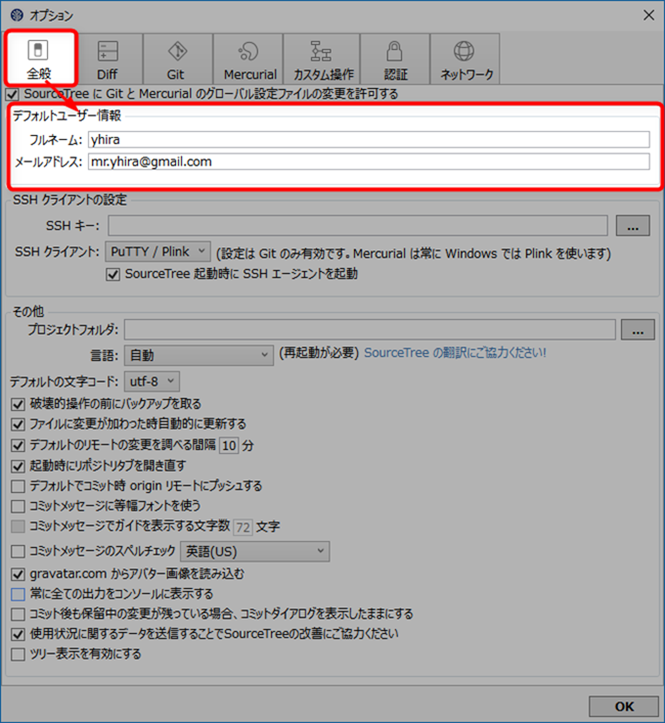 オプション
全般
Diff
Git
Mercurial
カスタム操作
認証
ネットワーク
SourceTree に Git と Mercurial のグローバル設定ファイルの変更を許可する
デフォルトユーザー情報
フルネーム: yhira
メールアドレス: mr.yhira@gmail.com
SSH クライアントの設定
SSH キー: ...
SSH クライアント: PuTTY / Plink (設定は Git のみ有効です。Mercurial は常に Windows では Plink を使います)
SourceTree 起動時に SSH エージェントを起動
その他
プロジェクトフォルダ: ...
言語: 自動 (再起動が必要) SourceTree の翻訳にご協力ください!
デフォルトの文字コード: utf-8
破壊的操作の前にバックアップを取る
ファイルに変更が加わった時自動的に更新する
デフォルトのリモートの変更を調べる間隔 10 分
起動時にリポジトリタブを開き直す
デフォルトでコミット時 origin リモートにプッシュする
コミットメッセージに等幅フォントを使う
コミットメッセージでガイドを表示する文字数 72 文字
コミットメッセージのスペルチェック 英語(US)
gravatar.com からアバター画像を読み込む
常に全ての出力をコンソールに表示する
コミット後も保留中の変更が残っている場合、コミットダイアログを表示したままにする
使用状況に関するデータを送信することでSourceTreeの改善にご協力ください
ツリー表示を有効にする
OK